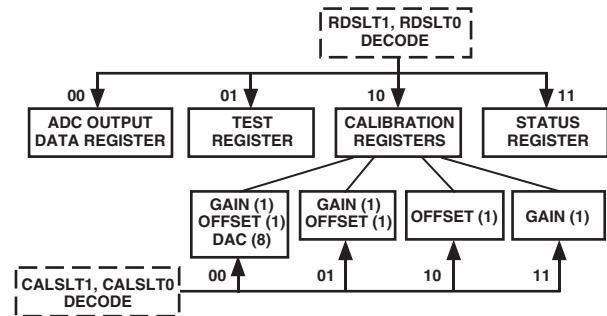 RDSLT1, RDSLT0
DECODE
00
01
10
11
ADC OUTPUT
DATA REGISTER
TEST
REGISTER
CALIBRATION
REGISTERS
STATUS
REGISTER
GAIN (1)
OFFSET (1)
DAC (8)
GAIN (1)
OFFSET (1)
OFFSET (1)
GAIN (1)
CALSLT1, CALSLT0
DECODE
00
01
10
11